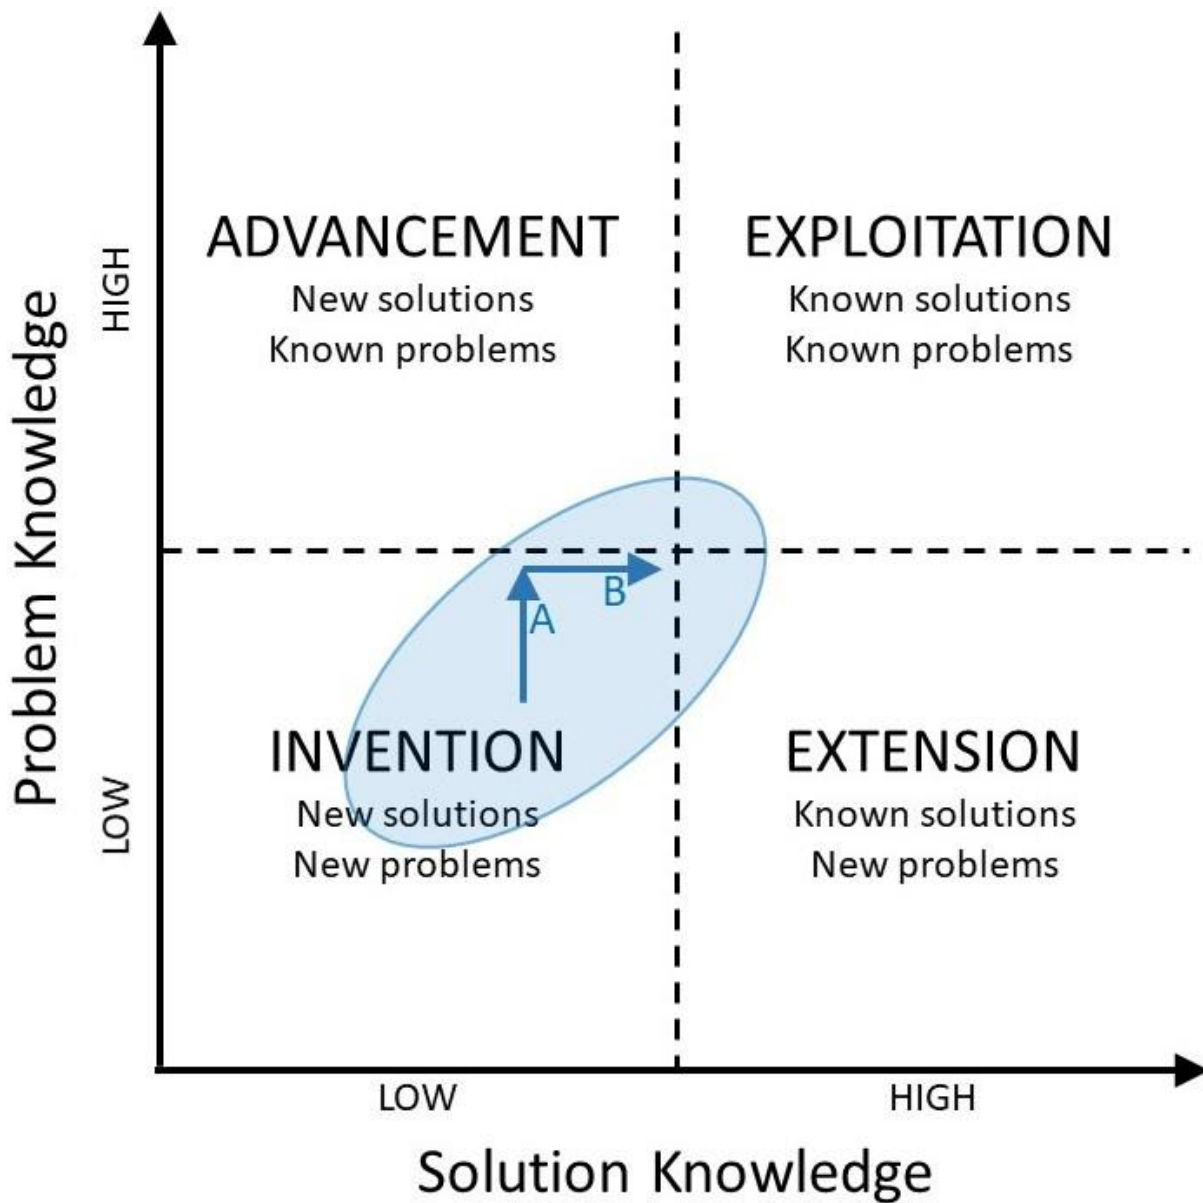 ADVANCEMENT
New solutions
Known problems
EXPLOITATION
Known solutions
Known problems
HIGH
Problem Knowledge
LOW
A
B
INVENTION
New solutions
New problems
EXTENSION
Known solutions
New problems
LOW
HIGH
Solution Knowledge